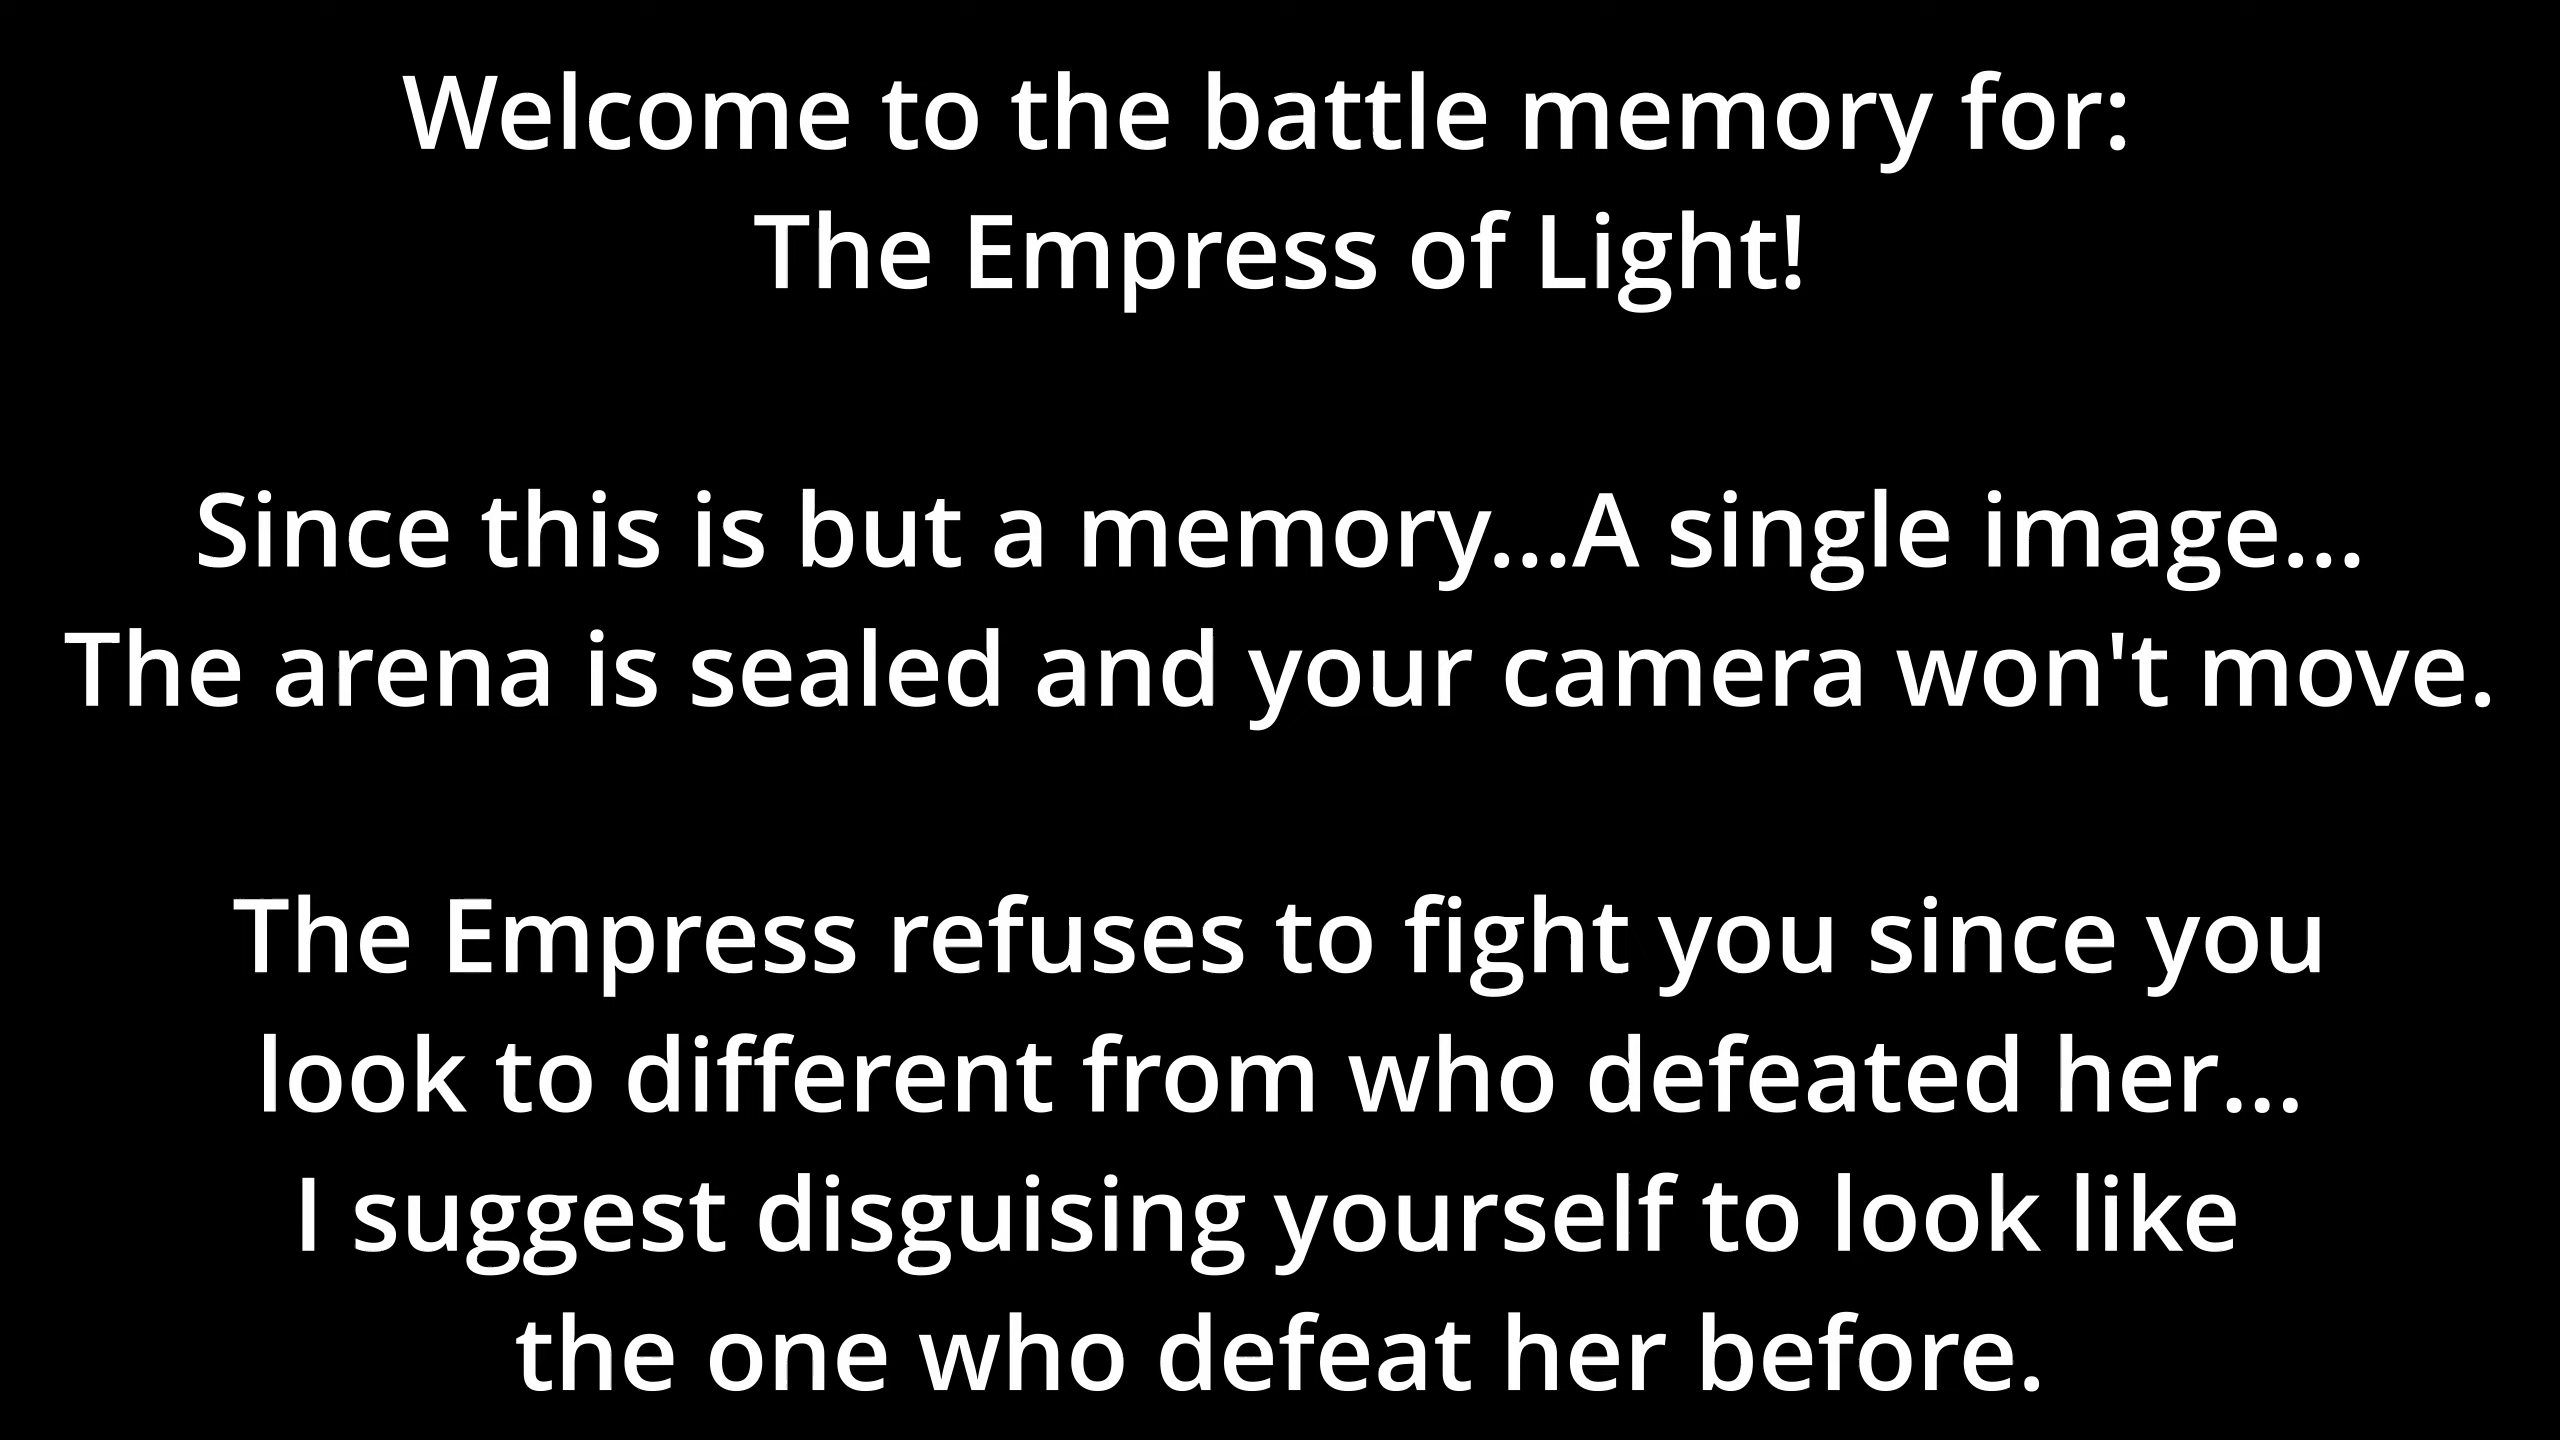 Welcome to the battle memory for:
The Empress of Light!
Since this is but a memory...A single image...
The arena is sealed and your camera won't move.
The Empress refuses to fight you since you
look to different from who defeated her...
I suggest disguising yourself to look like
the one who defeat her before.